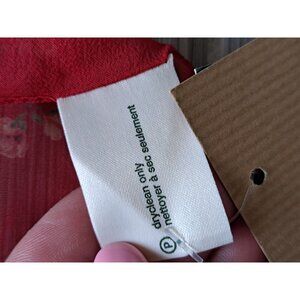 dryclean only
nettoyer à sec seulement
P